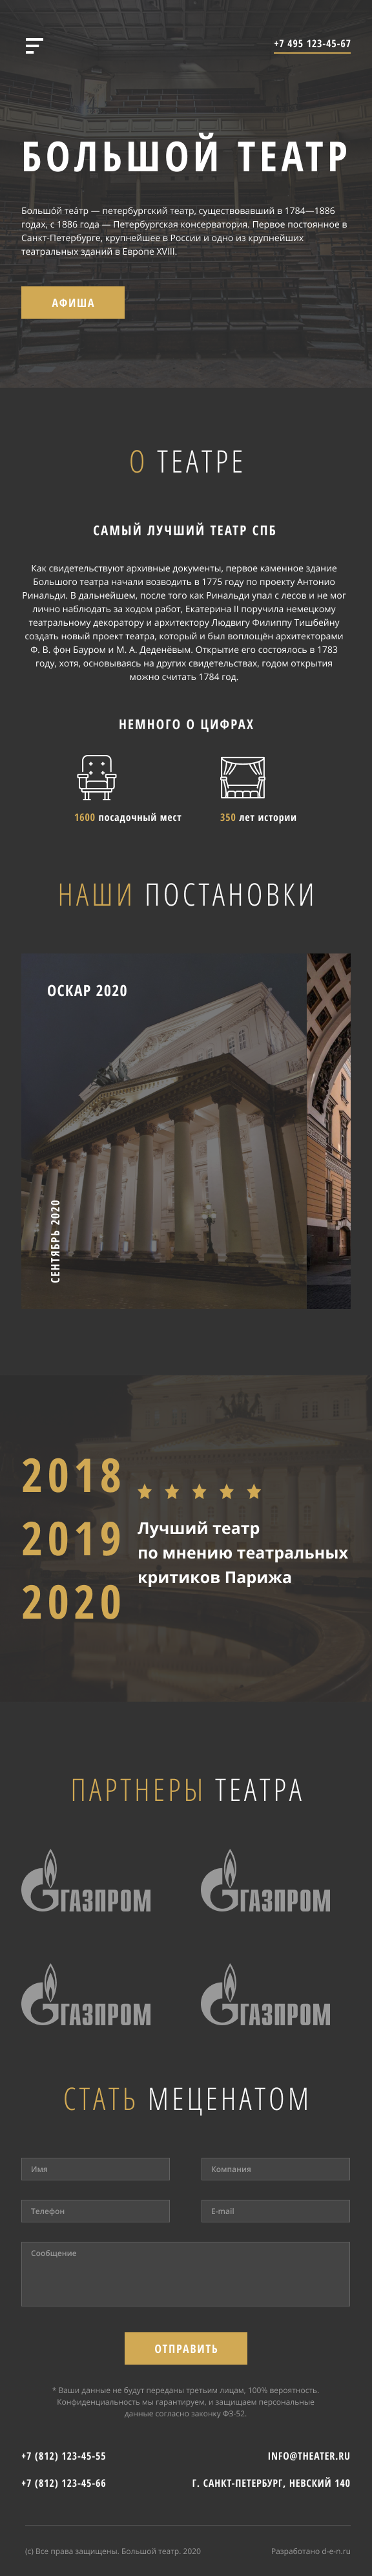 +7 495 123-45-67
БОЛЬШОЙ ТЕАТР
Большо́й теа́тр — петербургский театр, существовавший в 1784—1886
годах, с 1886 года — Петербургская консерватория. Первое постоянное в
Санкт-Петербурге, крупнейшее в России и одно из крупнейших
театральных зданий в Европе XVIII.
АФИША
О ТЕАТРЕ
САМЫЙ ЛУЧШИЙ ТЕАТР СПБ
Как свидетельствуют архивные документы, первое каменное здание
Большого театра начали возводить в 1775 году по проекту Антонио
Ринальди. В дальнейшем, после того как Ринальди упал с лесов и не мог
лично наблюдать за ходом работ, Екатерина II поручила немецкому
театральному декоратору и архитектору Людвигу Филиппу Тишбейну
создать новый проект театра, который и был воплощён архитекторами
Ф. В. фон Бауром и М. А. Деденёвым. Открытие его состоялось в 1783
году, хотя, основываясь на других свидетельствах, годом открытия
можно считать 1784 год.
НЕМНОГО О ЦИФРАХ
1600 посадочный мест
350 лет истории
НАШИ ПОСТАНОВКИ
ОСКАР 2020
СЕНТЯБРЬ 2020
2018
2019
2020
Лучший театр
по мнению театральных
критиков Парижа
ПАРТНЕРЫ ТЕАТРА
ГАЗПРОМ
ГАЗПРОМ
ГАЗПРОМ
ГАЗПРОМ
СТАТЬ МЕЦЕНАТОМ
Имя
Компания
Телефон
E-mail
Сообщение
ОТПРАВИТЬ
* Ваши данные не будут переданы третьим лицам, 100% вероятность.
Конфиденциальность мы гарантируем, и защищаем персональные
данные согласно законку ФЗ-52.
+7 (812) 123-45-55
INFO@THEATER.RU
+7 (812) 123-45-66
Г. САНКТ-ПЕТЕРБУРГ, НЕВСКИЙ 140
(с) Все права защищены. Большой театр. 2020
Разработано d-e-n.ru